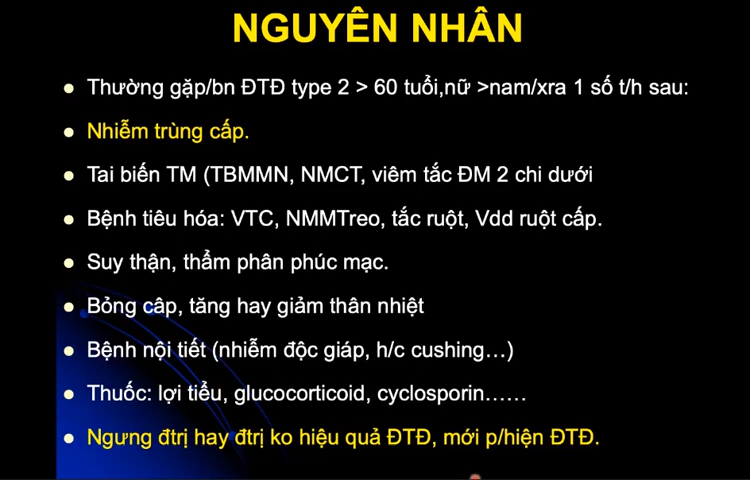 NGUYÊN NHÂN
Thường gặp/bn ĐTĐ type 2 > 60 tuổi,nữ >nam/xra 1 số t/h sau:
Nhiễm trùng cấp.
Tai biến TM (TBMMN, NMCT, viêm tắc ĐM 2 chi dưới
Bệnh tiêu hóa: VTC, NMMTreo, tắc ruột, Vdd ruột cấp.
Suy thận, thẩm phân phúc mạc.
Bỏng câp, tăng hay giảm thân nhiệt
Bệnh nội tiết (nhiễm độc giáp, h/c cushing…)
Thuốc: lợi tiểu, glucocorticoid, cyclosporin……
Ngưng đtrị hay đtrị ko hiệu quả ĐTĐ, mới p/hiện ĐTĐ.